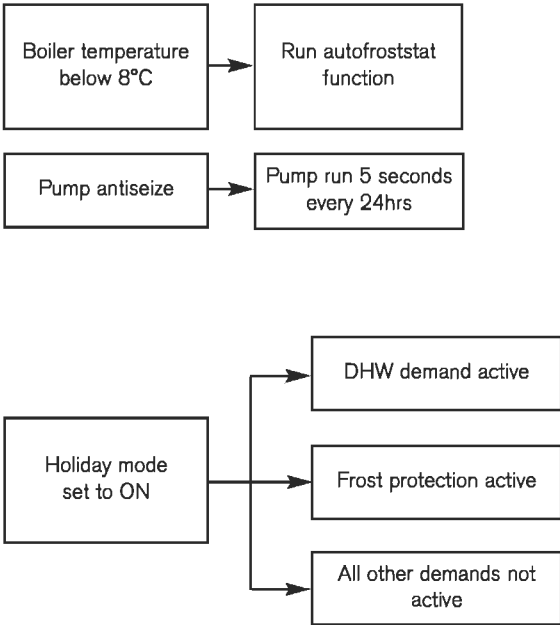 Boiler temperature
below 8°C
Run autofroststat
function
Pump antiseize
Pump run 5 seconds
every 24hrs
Holiday mode
set to ON
DHW demand active
Frost protection active
All other demands not
active